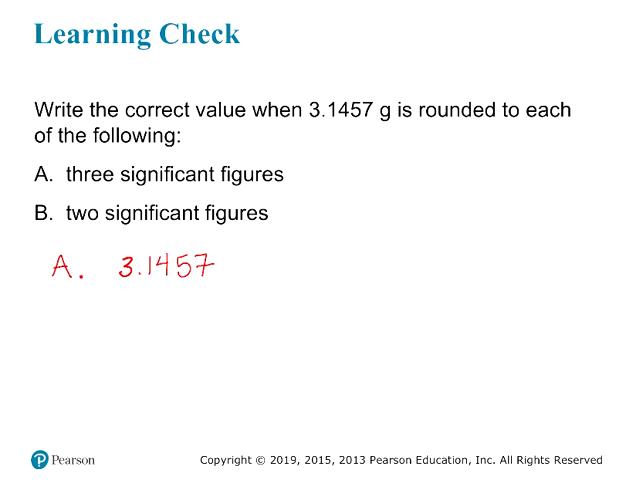 Learning Check
Write the correct value when 3.1457 g is rounded to each
of the following:
A. three significant figures
B. two significant figures
A. 3.1457
Pearson
Copyright © 2019, 2015, 2013 Pearson Education, Inc. All Rights Reserved